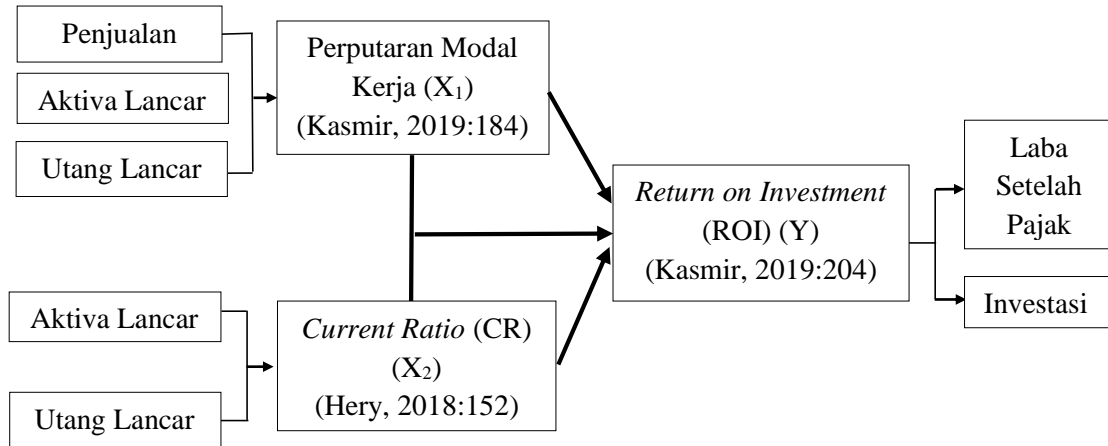 Penjualan
Aktiva Lancar
Utang Lancar
Perputaran Modal
Kerja (X₁)
(Kasmir, 2019:184)
Aktiva Lancar
Utang Lancar
Current Ratio (CR)
(X₂)
(Hery, 2018:152)
Return on Investment
(ROI) (Y)
(Kasmir, 2019:204)
Laba
Setelah
Pajak
Investasi